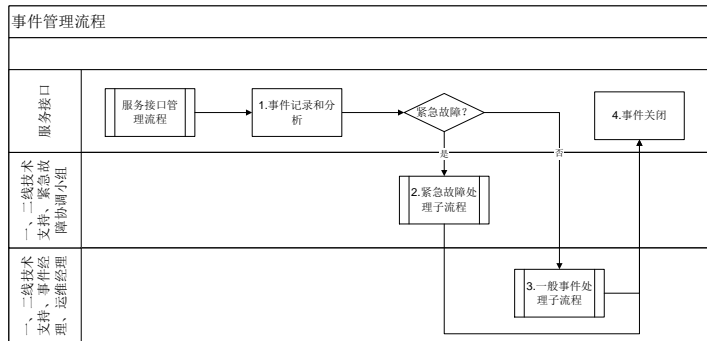 事件管理流程
服务接口
服务接口管
理流程
1.事件记录和分
析
紧急故障？
4.事件关闭
是
否
一、二线技术
支持、紧急故
障协调小组
2.紧急故障处
理子流程
一、二线技术
支持、事件经
理、运维经理
3.一般事件处
理子流程